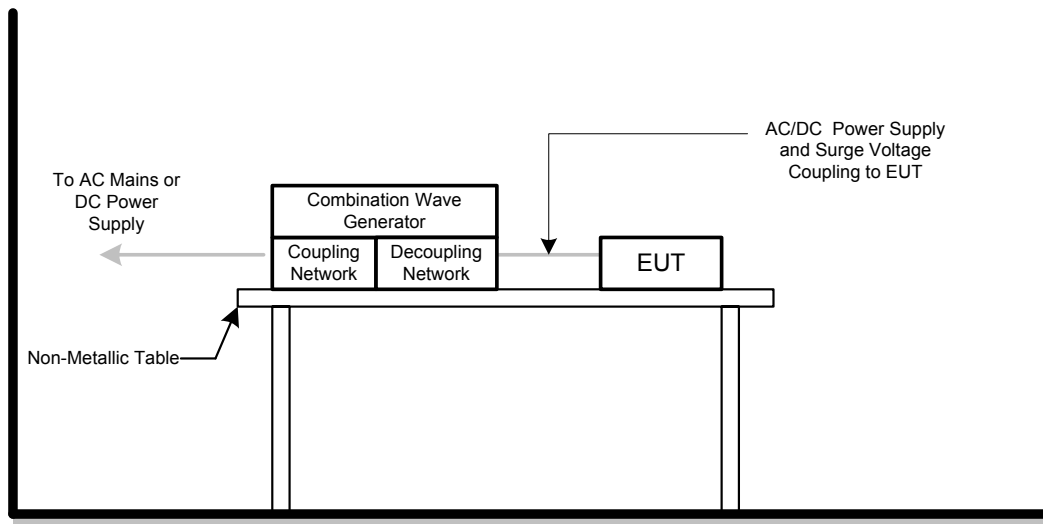 AC/DC Power Supply
and Surge Voltage
Coupling to EUT
To AC Mains or
DC Power
Supply
Combination Wave
Generator
Coupling
Network
Decoupling
Network
EUT
Non-Metallic Table